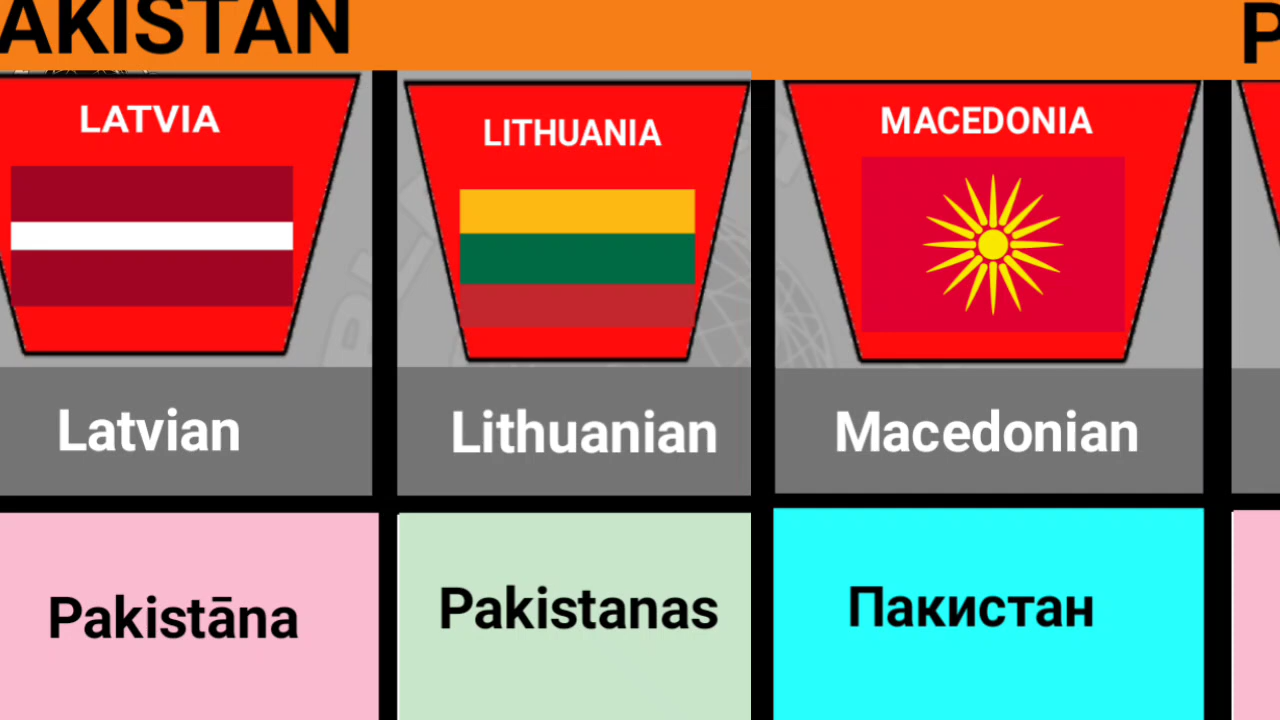 AKISTAN
P
LATVIA
LITHUANIA
MACEDONIA
Latvian
Lithuanian
Macedonian
Pakistāna
Pakistanas
Пакистан